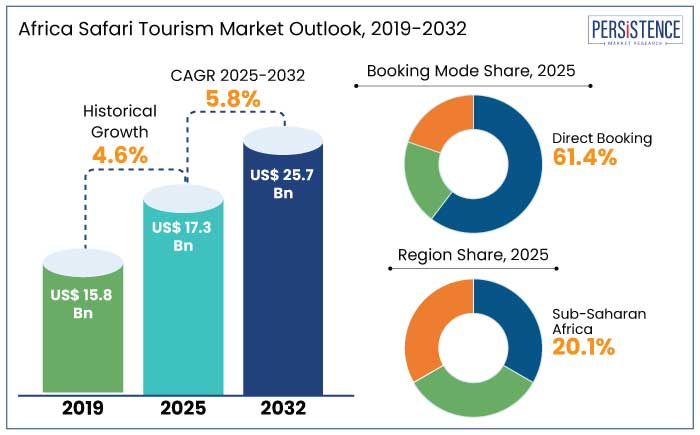 Africa Safari Tourism Market Outlook, 2019-2032
PERSISTENCE
MARKET RESEARCH
CAGR 2025-2032
5.8%
Historical
Growth
4.6%
US$ 15.8
Bn
US$ 17.3
Bn
US$ 25.7
Bn
2019
2025
2032
Booking Mode Share, 2025
Direct Booking
61.4%
Region Share, 2025
Sub-Saharan
Africa
20.1%